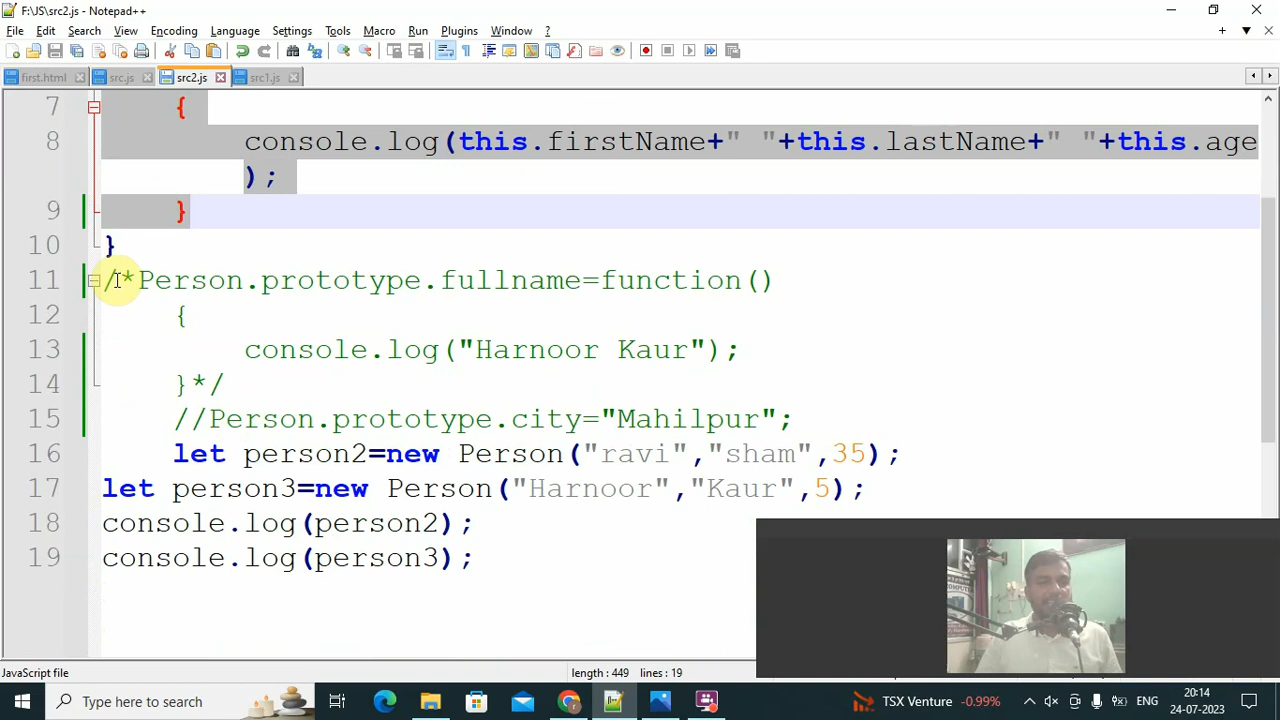 F:\JS\src2.js - Notepad++
File Edit Search View Encoding Language Settings Tools Macro Run Plugins Window ?
first.html src.js src2.js src1.js
7 {
8 console.log(this.firstName+" "+this.lastName+" "+this.age
);
9 }
10 }
11 /*Person.prototype.fullname=function()
12 {
13 console.log("Harnoor Kaur");
14 }*/
15 //Person.prototype.city="Mahilpur";
16 let person2=new Person("ravi","sham",35);
17 let person3=new Person("Harnoor","Kaur",5);
18 console.log(person2);
19 console.log(person3);
JavaScript file length : 449 lines : 19
Type here to search TSX Venture -0.99% ENG 20:14
24-07-2023